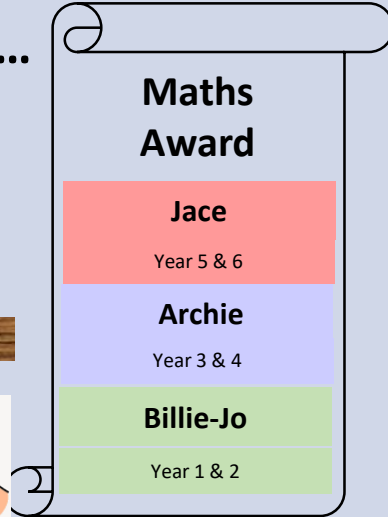 ...
Maths
Award
Jace
Year 5 & 6
Archie
Year 3 & 4
Billie-Jo
Year 1 & 2